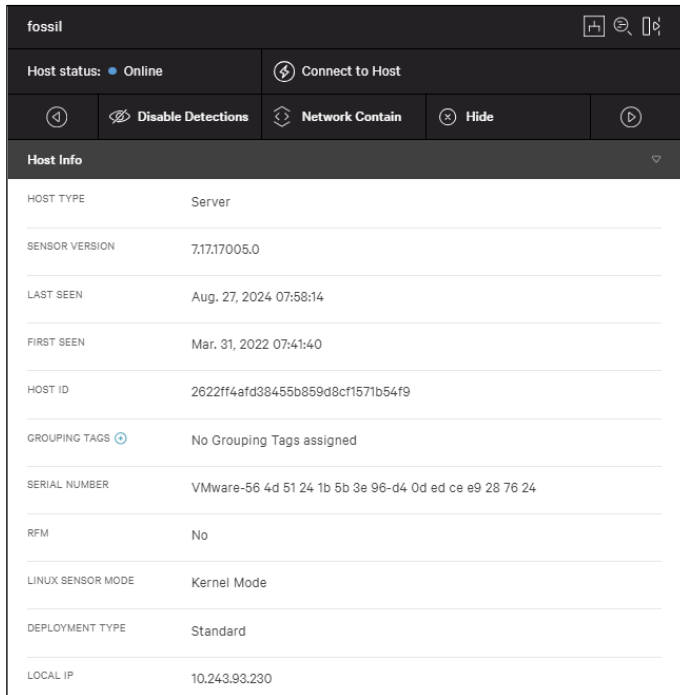 fossil
Host status: Online Connect to Host
Disable Detections Network Contain Hide
Host Info
HOST TYPE Server
SENSOR VERSION 7.17.17005.0
LAST SEEN Aug. 27, 2024 07:58:14
FIRST SEEN Mar. 31, 2022 07:41:40
HOST ID 2622ff4afd38455b859d8cf1571b54f9
GROUPING TAGS No Grouping Tags assigned
SERIAL NUMBER VMware-56 4d 51 24 1b 5b 3e 96-d4 0d ed ce e9 28 76 24
RFM No
LINUX SENSOR MODE Kernel Mode
DEPLOYMENT TYPE Standard
LOCAL IP 10.243.93.230